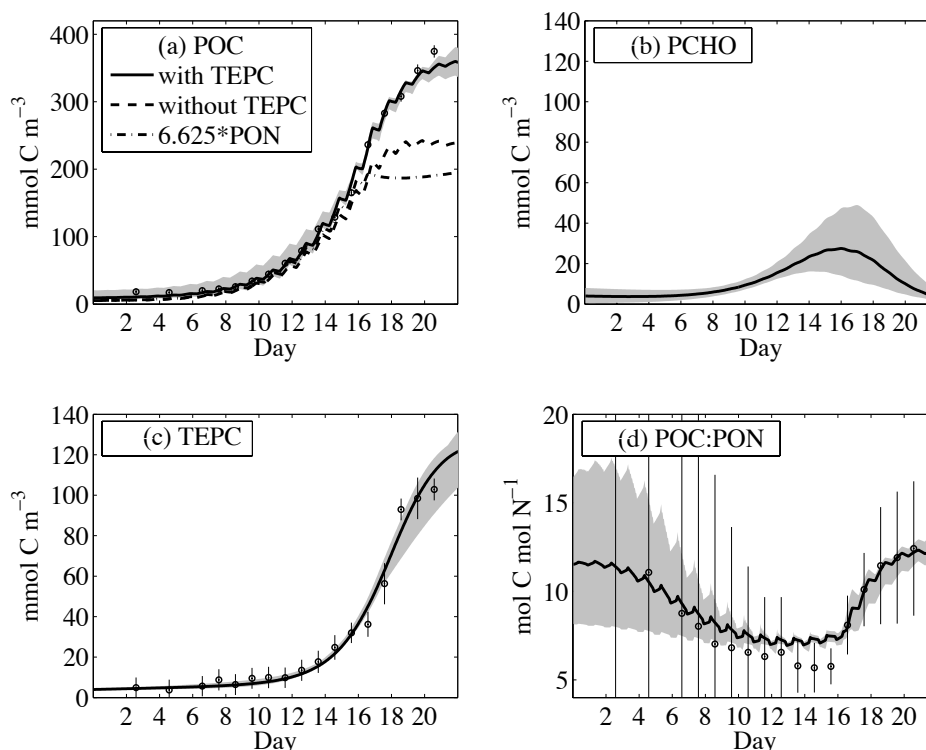 (a) POC
with TEPC
without TEPC
6.625*PON
mmol C m⁻³
400
300
200
100
0
2 4 6 8 10 12 14 16 18 20
Day
(b) PCHO
mmol C m⁻³
140
120
100
80
60
40
20
0
2 4 6 8 10 12 14 16 18 20
Day
(c) TEPC
mmol C m⁻³
140
120
100
80
60
40
20
0
2 4 6 8 10 12 14 16 18 20
Day
(d) POC:PON
mol C mol N⁻¹
20
15
10
5
2 4 6 8 10 12 14 16 18 20
Day